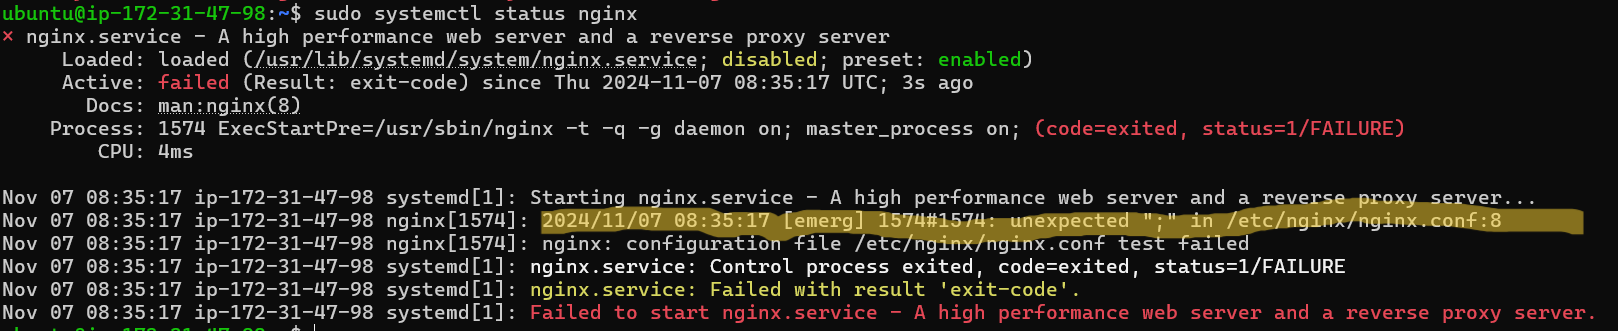 ubuntu@ip-172-31-47-98:~$ sudo systemctl status nginx
× nginx.service - A high performance web server and a reverse proxy server
Loaded: loaded (/usr/lib/systemd/system/nginx.service; disabled; preset: enabled)
Active: failed (Result: exit-code) since Thu 2024-11-07 08:35:17 UTC; 3s ago
Docs: man:nginx(8)
Process: 1574 ExecStartPre=/usr/sbin/nginx -t -q -g daemon on; master_process on; (code=exited, status=1/FAILURE)
CPU: 4ms

Nov 07 08:35:17 ip-172-31-47-98 systemd[1]: Starting nginx.service - A high performance web server and a reverse proxy server...
Nov 07 08:35:17 ip-172-31-47-98 nginx[1574]: 2024/11/07 08:35:17 [emerg] 1574#1574: unexpected ";" in /etc/nginx/nginx.conf:8
Nov 07 08:35:17 ip-172-31-47-98 nginx[1574]: nginx: configuration file /etc/nginx/nginx.conf test failed
Nov 07 08:35:17 ip-172-31-47-98 systemd[1]: nginx.service: Control process exited, code=exited, status=1/FAILURE
Nov 07 08:35:17 ip-172-31-47-98 systemd[1]: nginx.service: Failed with result 'exit-code'.
Nov 07 08:35:17 ip-172-31-47-98 systemd[1]: Failed to start nginx.service - A high performance web server and a reverse proxy server.
ubuntu@ip-172-31-47-98:~$